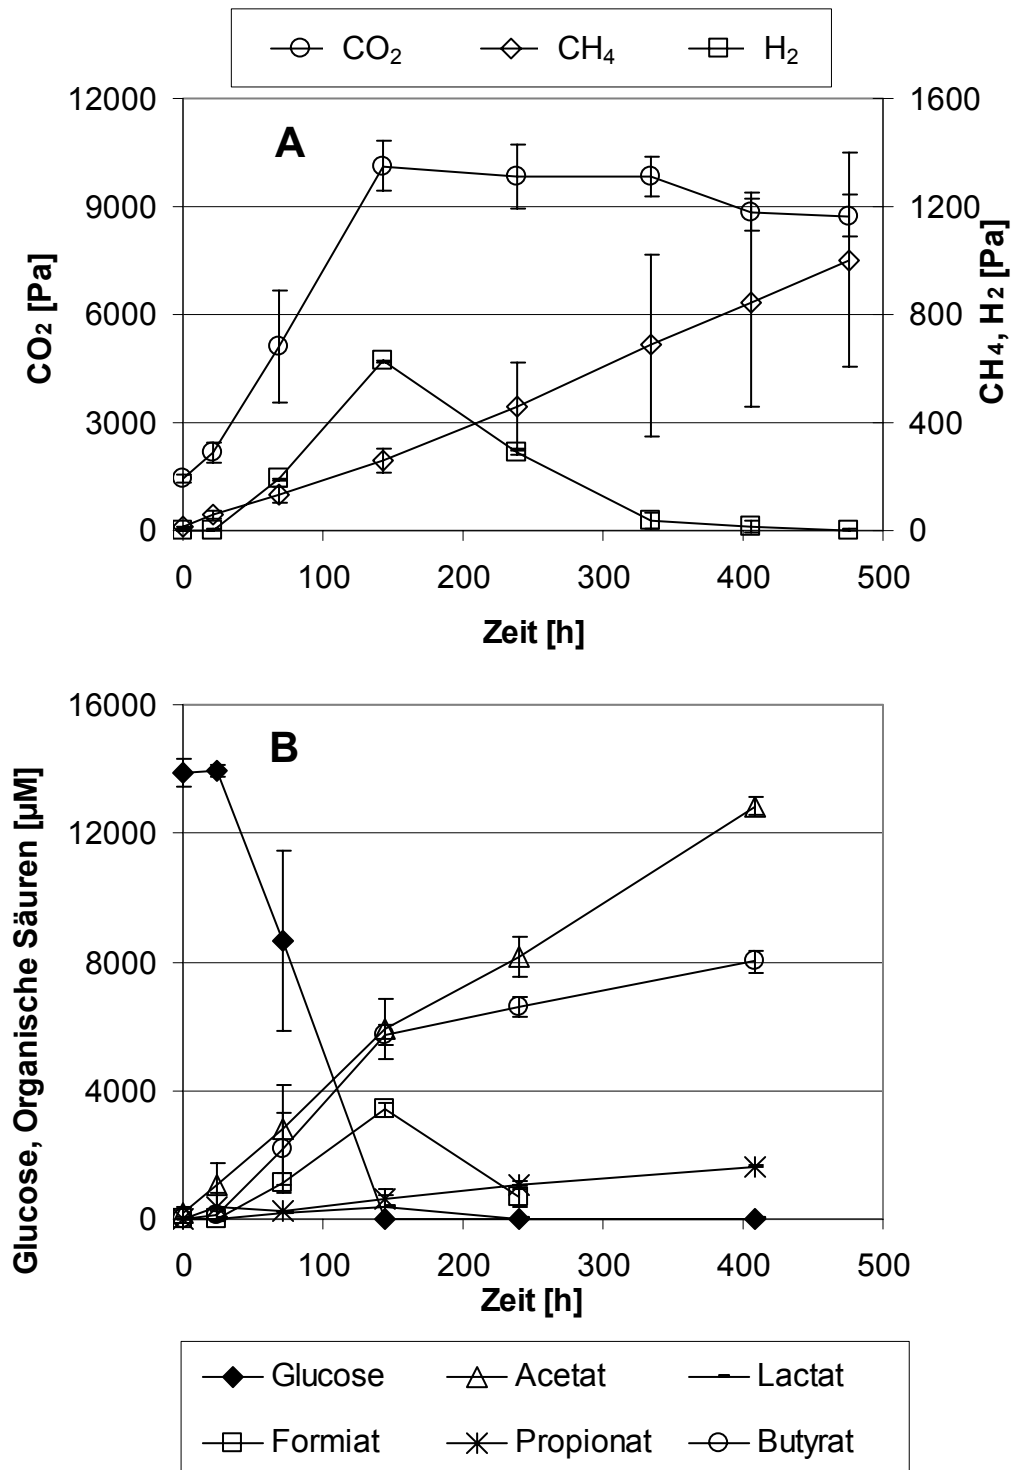 CO₂ CH₄ H₂
12000 1600
A
9000 1200
6000 800
3000 400
0 0
CO₂ [Pa]
CH₄, H₂ [Pa]
0 100 200 300 400 500
Zeit [h]
16000
B
12000
8000
4000
0
Glucose, Organische Säuren [µM]
0 100 200 300 400 500
Zeit [h]
Glucose Acetat Lactat
Formiat Propionat Butyrat